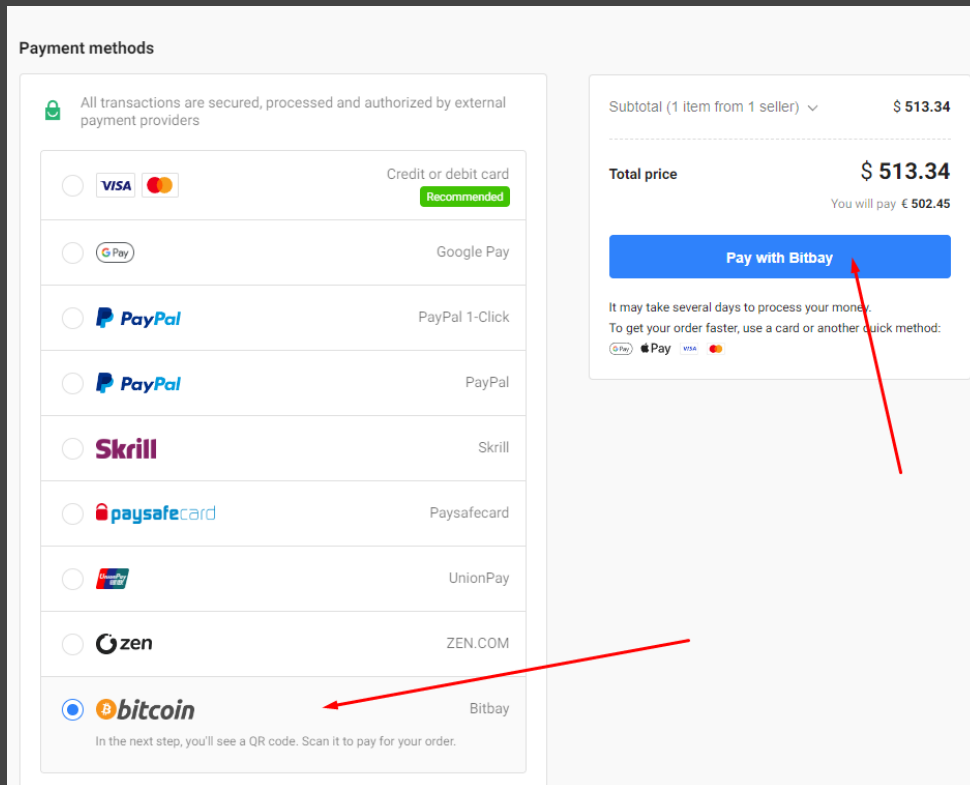 Payment methods
All transactions are secured, processed and authorized by external
payment providers
VISA
Credit or debit card
Recommended
G Pay
Google Pay
PayPal
PayPal 1-Click
PayPal
PayPal
Skrill
Skrill
paysafecard
Paysafecard
UnionPay
UnionPay
zen
ZEN.COM
bitcoin
Bitbay
In the next step, you'll see a QR code. Scan it to pay for your order.
Subtotal (1 item from 1 seller)
$ 513.34
Total price
$ 513.34
You will pay € 502.45
Pay with Bitbay
It may take several days to process your money.
To get your order faster, use a card or another quick method:
G Pay Pay VISA